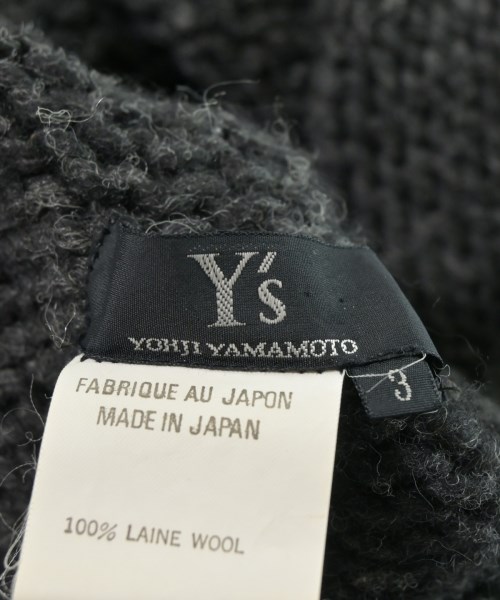 Y's
YOHJI YAMAMOTO
3
FABRIQUE AU JAPON
MADE IN JAPAN
100% LAINE WOOL